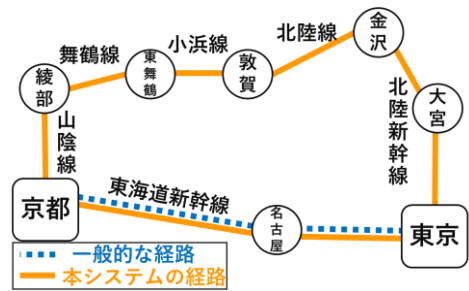 金沢
北陸線
小浜線
舞鶴線
東舞鶴
敦賀
綾部
大宮
山陰線
北陸新幹線
東海道新幹線
京都
名古屋
東京
一般的な経路
本システムの経路